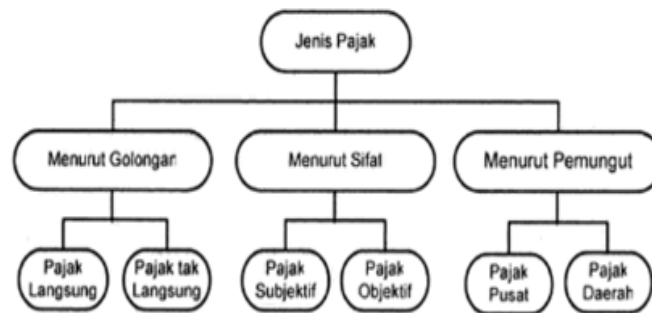 Jenis Pajak
Menurut Golongan
Menurut Sifat
Menurut Pemungut
Pajak
Langsung
Pajak tak
Langsung
Pajak
Subjektif
Pajak
Objektif
Pajak
Pusat
Pajak
Daerah